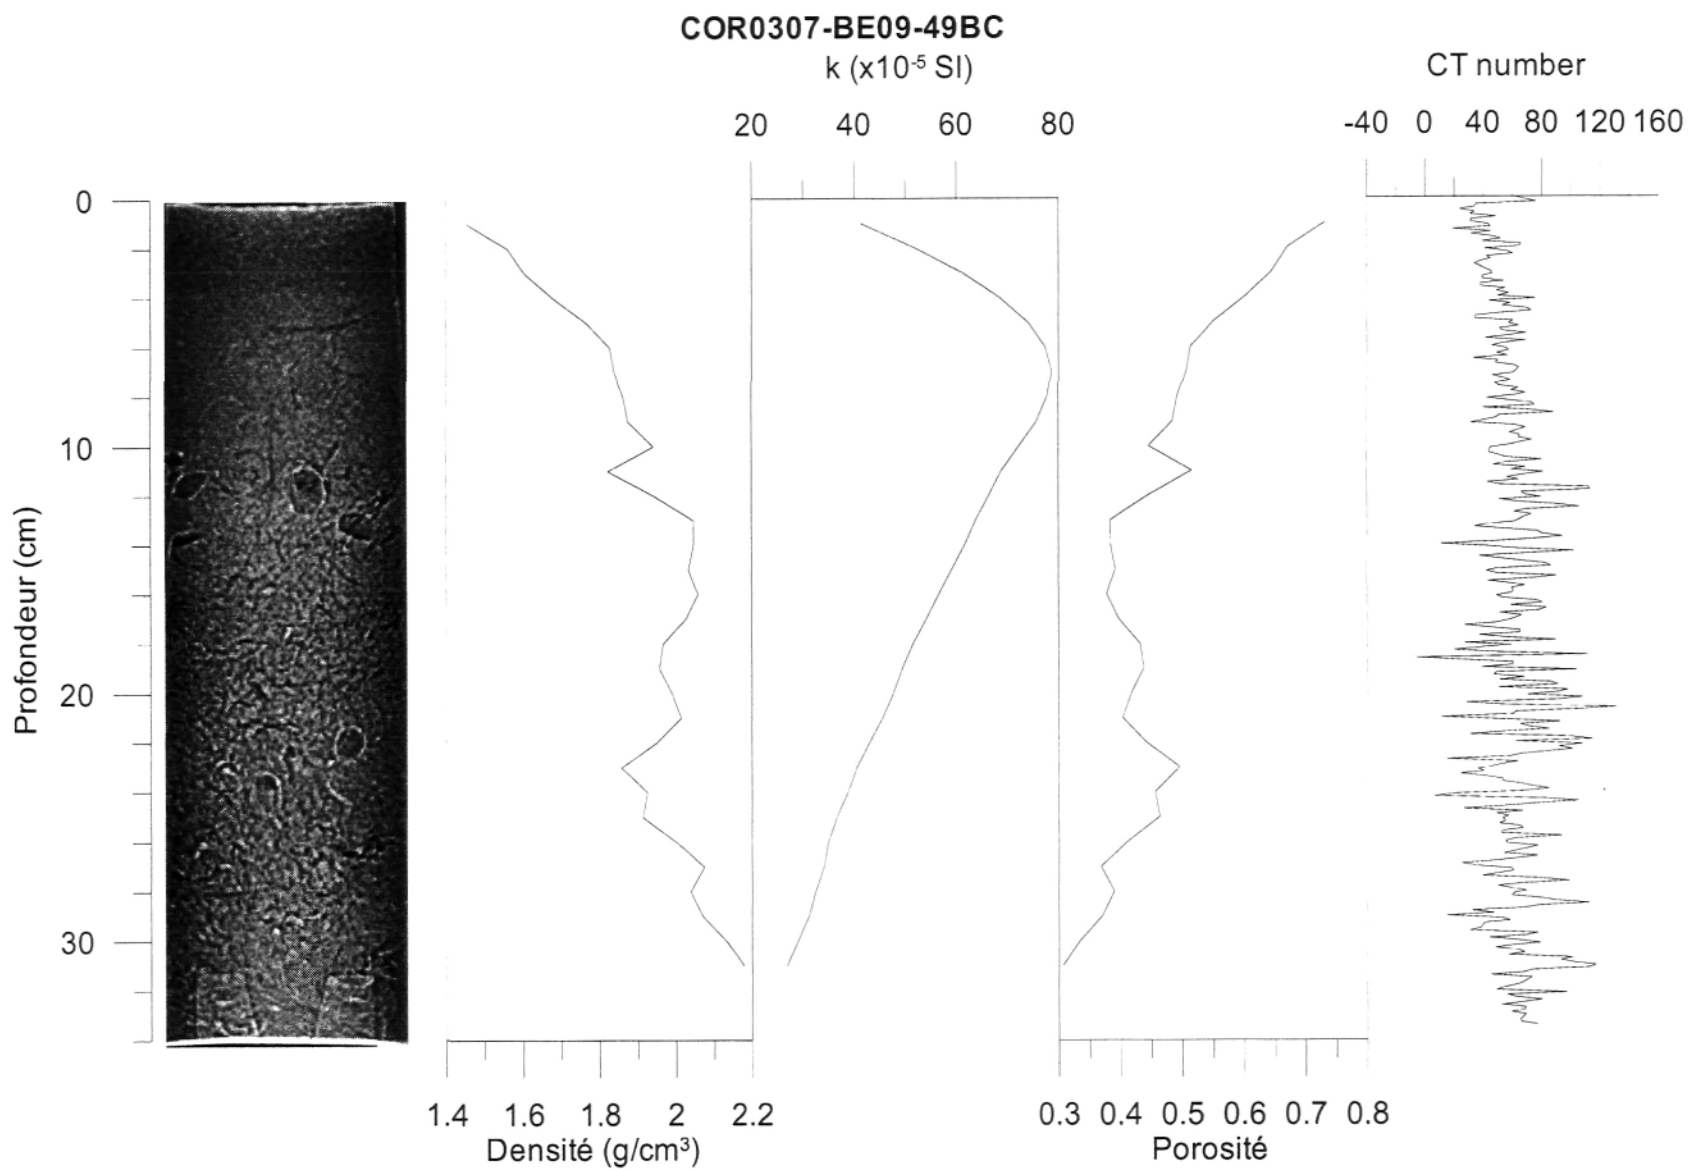 COR0307-BE09-49BC
k (x10⁻⁵ SI)
CT number
20 40 60 80
-40 0 40 80 120 160
0
10
20
30
Profondeur (cm)
1.4 1.6 1.8 2 2.2
0.3 0.4 0.5 0.6 0.7 0.8
Densité (g/cm³)
Porosité